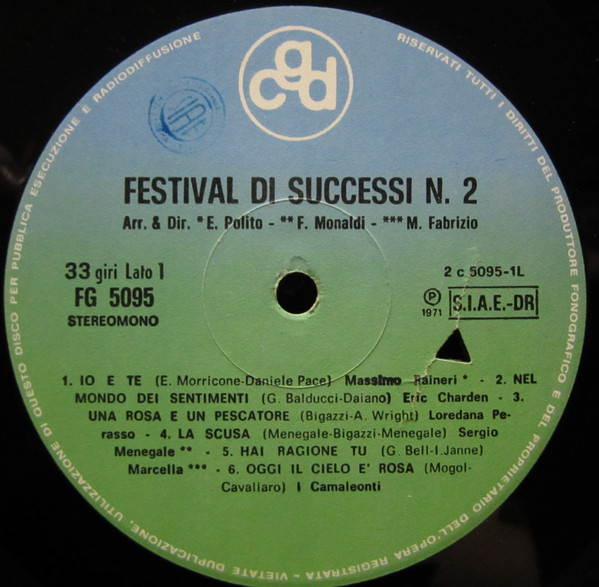 cgd
FESTIVAL DI SUCCESSI N. 2
Arr. & Dir. *E. Polito - **F. Monaldi - ***M. Fabrizio
33 giri Lato 1
FG 5095
STEREOMONO
2 c 5095-1L
Ⓟ 1971 S.I.A.E.-DR
1. IO E TE (E. Morricone-Daniele Pace) Massimo Raineri * - 2. NEL
MONDO DEI SENTIMENTI (G. Balducci-Daiano) Eric Charden - 3.
UNA ROSA E UN PESCATORE (Bigazzi-A. Wright) Loredana Pe-
rasso - 4. LA SCUSA (Menegale-Bigazzi-Menegale) Sergio
Menegale ** - 5. HAI RAGIONE TU (G. Bell-I.Janne)
Marcella *** - 6. OGGI IL CIELO E' ROSA (Mogol-
Cavallaro) I Camaleonti
RISERVATI TUTTI I DIRITTI DEL PRODUTTORE FONOGRAFICO E DEL PROPRIETARIO DELL'OPERA REGISTRATA - VIETATE DUPLICAZIONE, UTILIZZAZIONE DI QUESTO DISCO PER PUBBLICA ESECUZIONE E RADIODIFFUSIONE